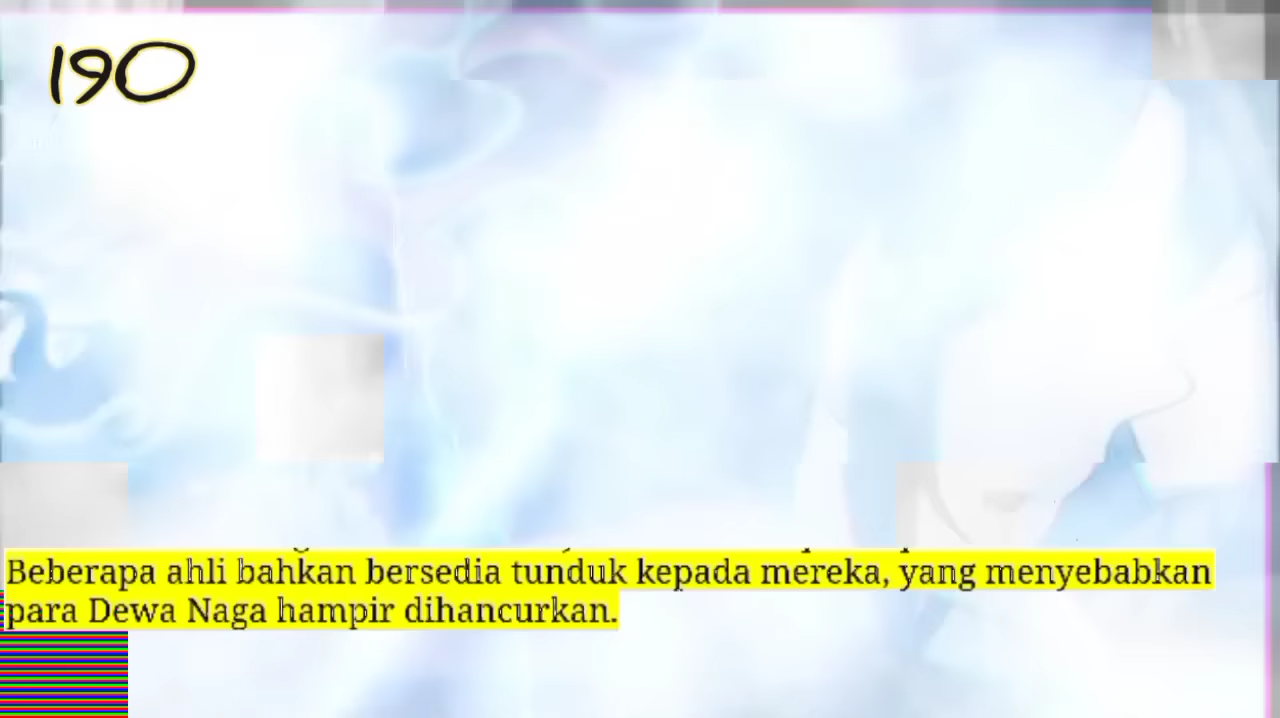 190
Beberapa ahli bahkan bersedia tunduk kepada mereka, yang menyebabkan
para Dewa Naga hampir dihancurkan.